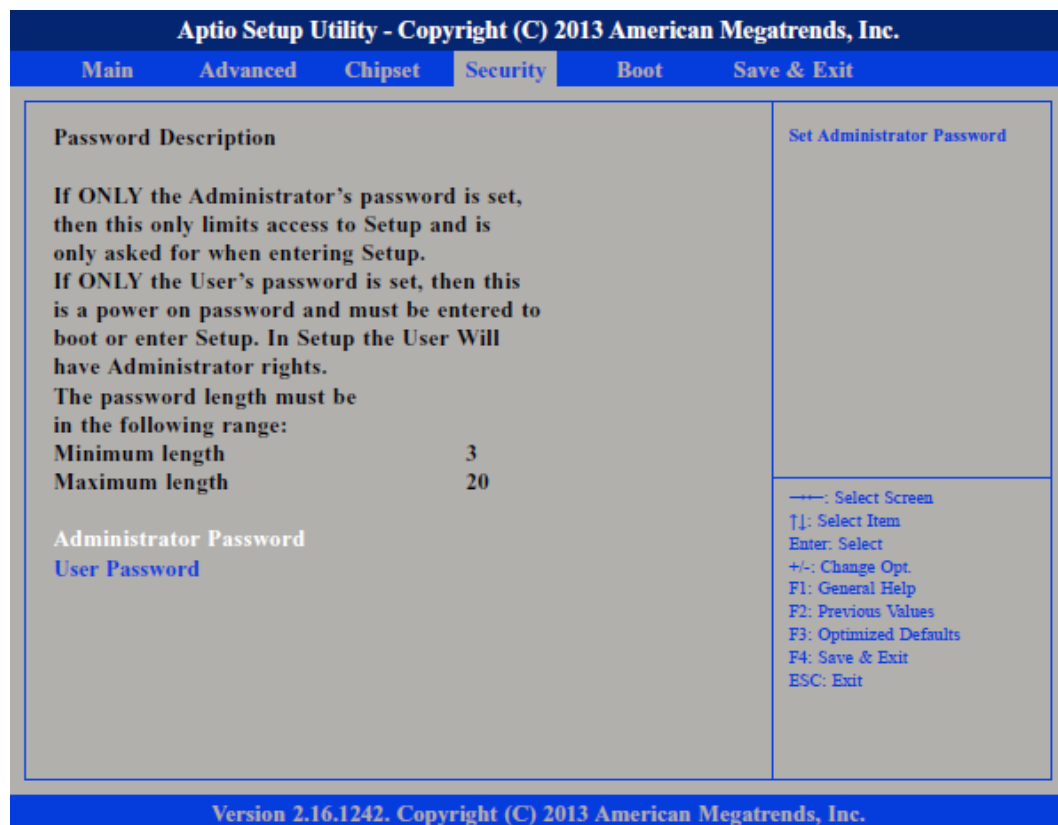 Aptio Setup Utility - Copyright (C) 2013 American Megatrends, Inc.
Main Advanced Chipset Security Boot Save & Exit
Password Description
If ONLY the Administrator's password is set,
then this only limits access to Setup and is
only asked for when entering Setup.
If ONLY the User's password is set, then this
is a power on password and must be entered to
boot or enter Setup. In Setup the User Will
have Administrator rights.
The password length must be
in the following range:
Minimum length 3
Maximum length 20
Administrator Password
User Password
Set Administrator Password
→←: Select Screen
↑↓: Select Item
Enter: Select
+/-: Change Opt.
F1: General Help
F2: Previous Values
F3: Optimized Defaults
F4: Save & Exit
ESC: Exit
Version 2.16.1242. Copyright (C) 2013 American Megatrends, Inc.